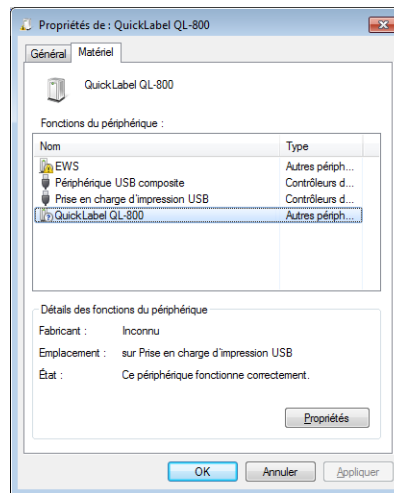 Propriétés de : QuickLabel QL-800
Général Matériel
QuickLabel QL-800
Fonctions du périphérique :
Nom Type
EWS Autres périph...
Périphérique USB composite Contrôleurs d...
Prise en charge d'impression USB Contrôleurs d...
QuickLabel QL-800 Autres périph...
Détails des fonctions du périphérique
Fabricant : Inconnu
Emplacement : sur Prise en charge d'impression USB
État : Ce périphérique fonctionne correctement.
Propriétés
OK Annuler Appliquer